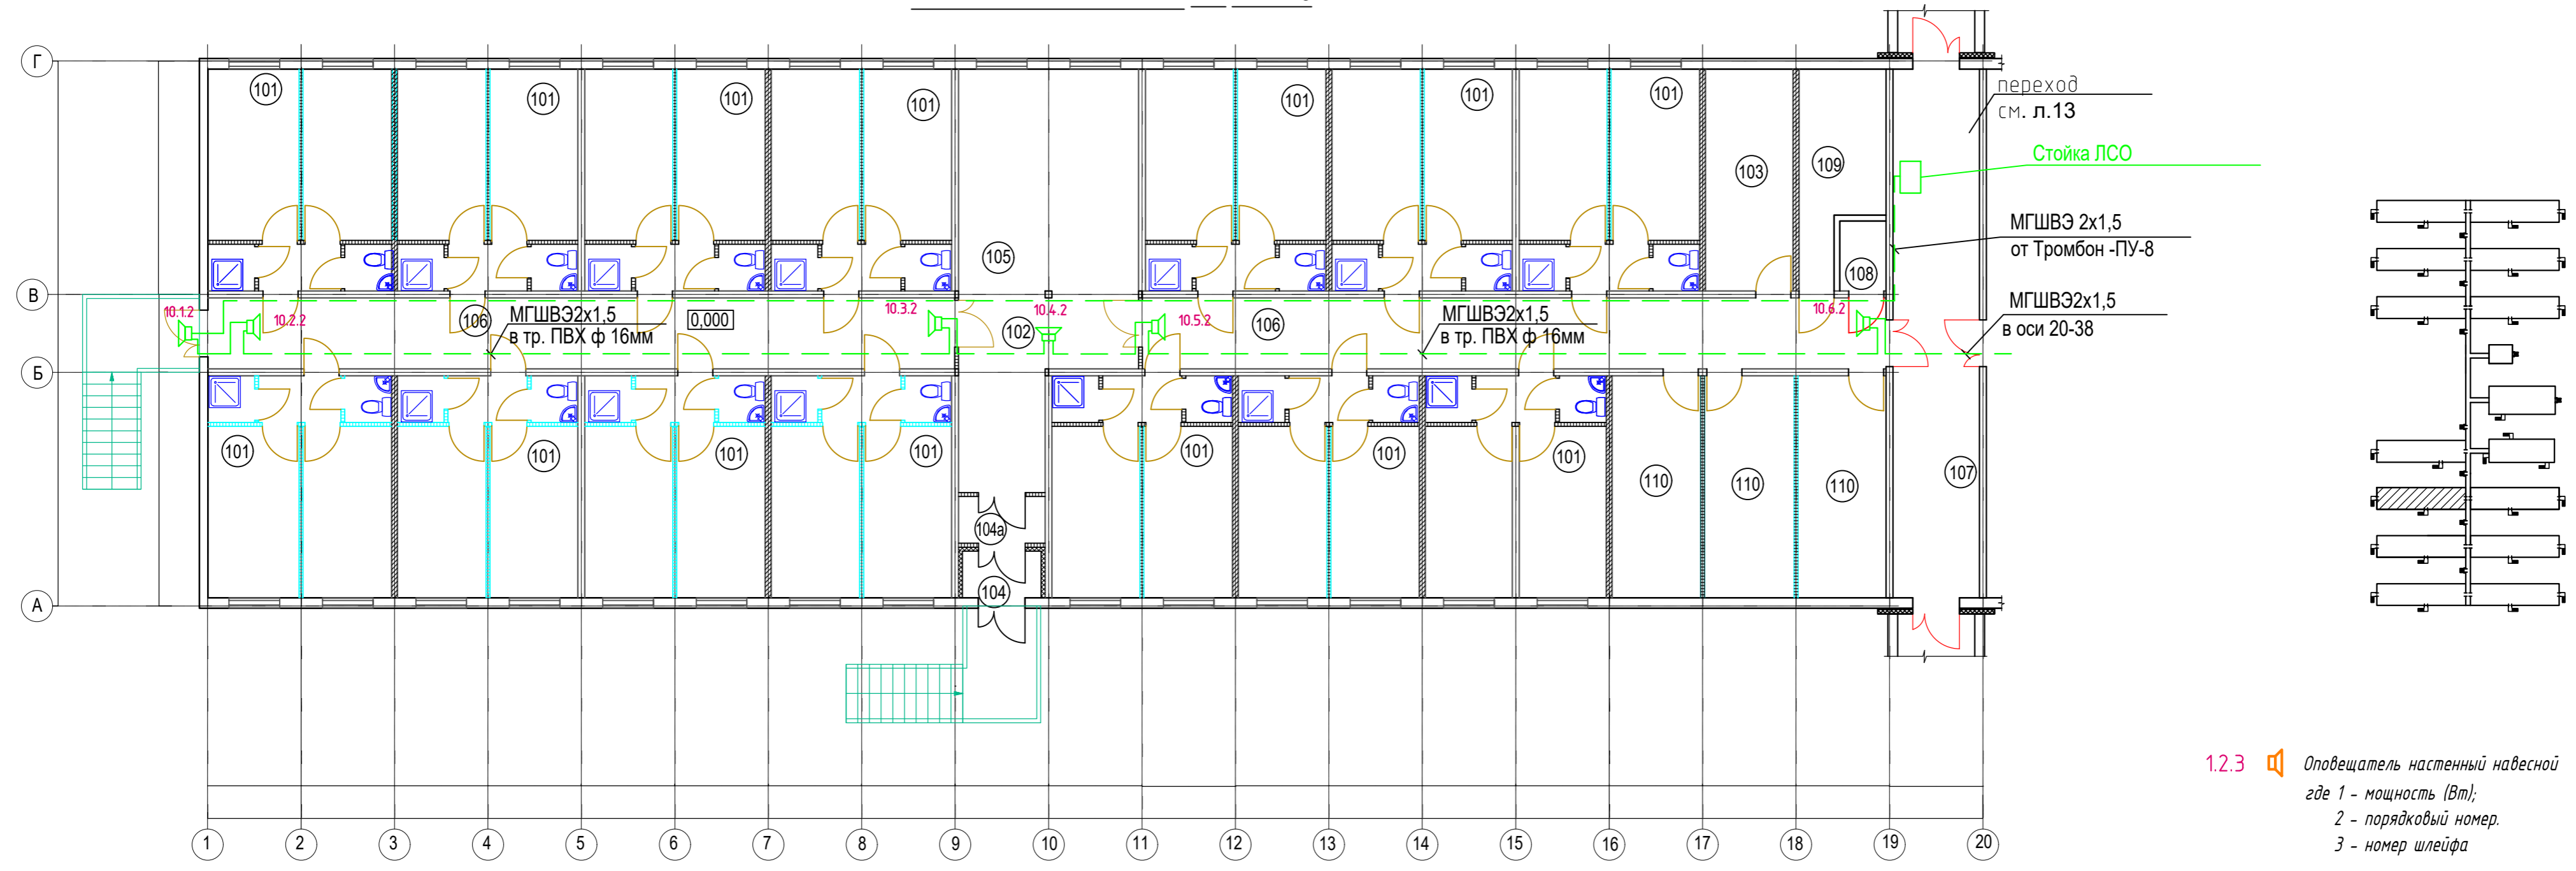 Г
101
101
101
101
101
101
101
переход
см. л.13
Стойка ЛСО
103
109
МГШВЭ 2х1,5
от Тромбон -ПУ-8
105
108
В
МГШВЭ2х1,5
в оси 20-38
10.1.2
10.2.2
106
МГШВЭ2х1,5
в тр. ПВХ ф 16мм
0,000
10.3.2
102
10.4.2
10.5.2
106
МГШВЭ2х1,5
в тр. ПВХ ф 16мм
10.6.2
Б
101
101
101
101
101
101
101
110
110
110
107
104а
104
А
1.2.3
Оповещатель настенный навесной
где 1 - мощность (Вт);
2 - порядковый номер.
3 - номер шлейфа
1
2
3
4
5
6
7
8
9
10
11
12
13
14
15
16
17
18
19
20